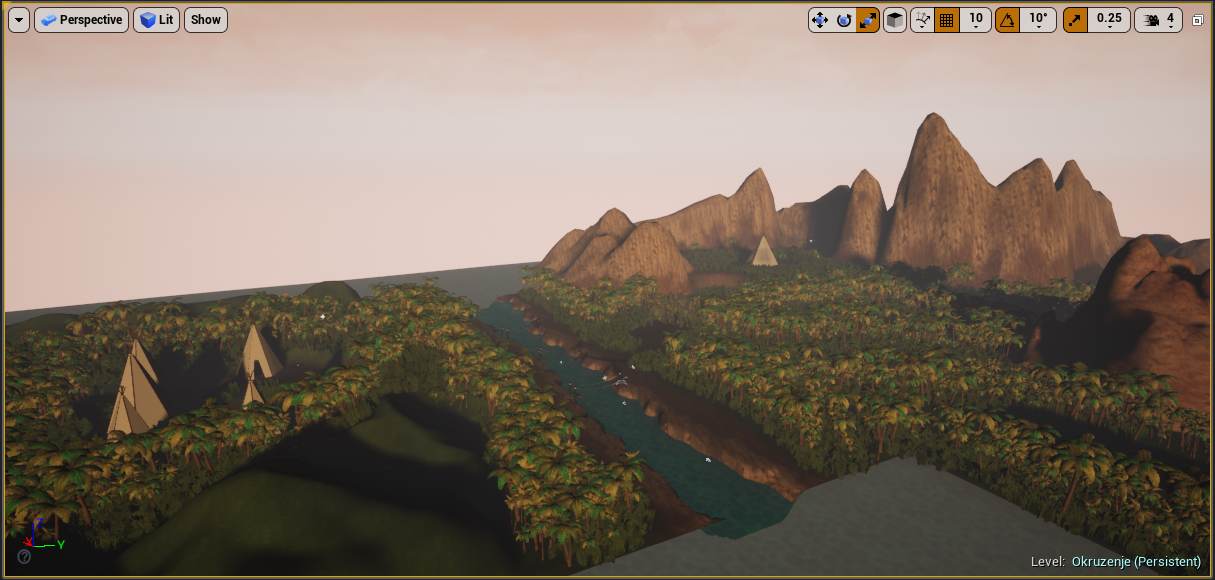 Perspective Lit Show 10 10° 0.25 4
Z
X Y
Level: Okruzenje (Persistent)